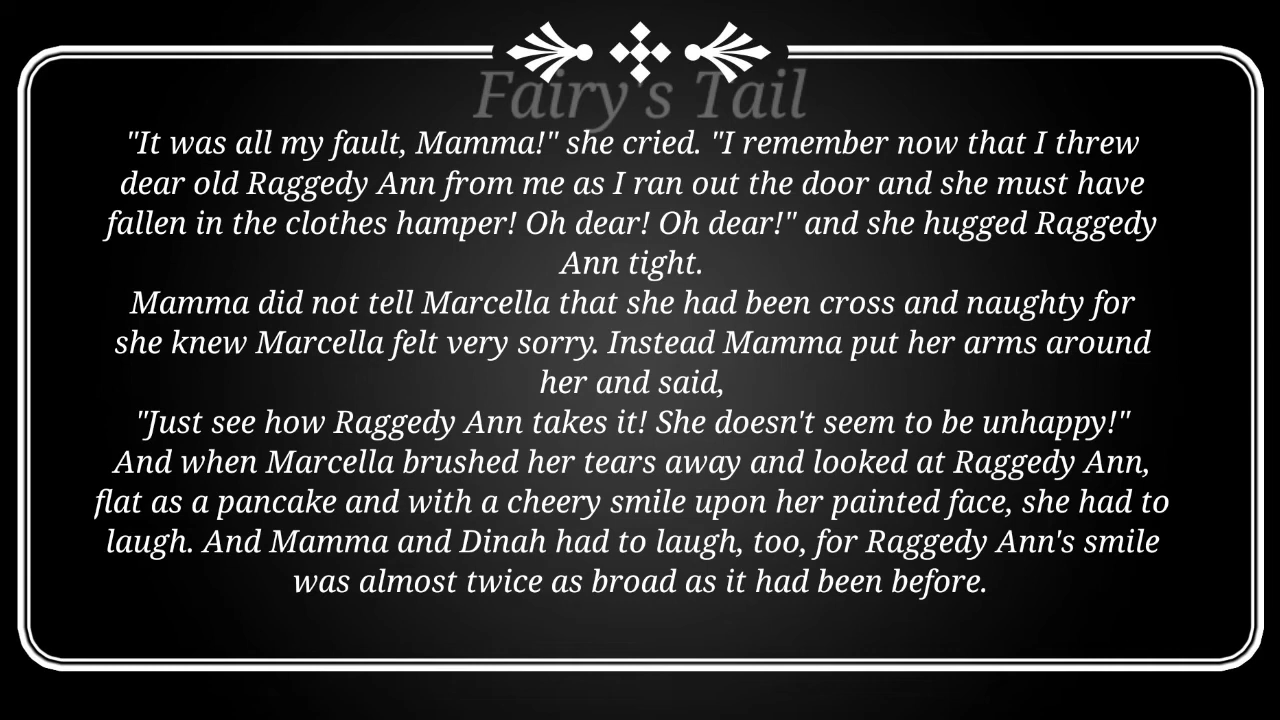 Fairy's Tail
"It was all my fault, Mamma!" she cried. "I remember now that I threw
dear old Raggedy Ann from me as I ran out the door and she must have
fallen in the clothes hamper! Oh dear! Oh dear!" and she hugged Raggedy
Ann tight.
Mamma did not tell Marcella that she had been cross and naughty for
she knew Marcella felt very sorry. Instead Mamma put her arms around
her and said,
"Just see how Raggedy Ann takes it! She doesn't seem to be unhappy!"
And when Marcella brushed her tears away and looked at Raggedy Ann,
flat as a pancake and with a cheery smile upon her painted face, she had to
laugh. And Mamma and Dinah had to laugh, too, for Raggedy Ann's smile
was almost twice as broad as it had been before.